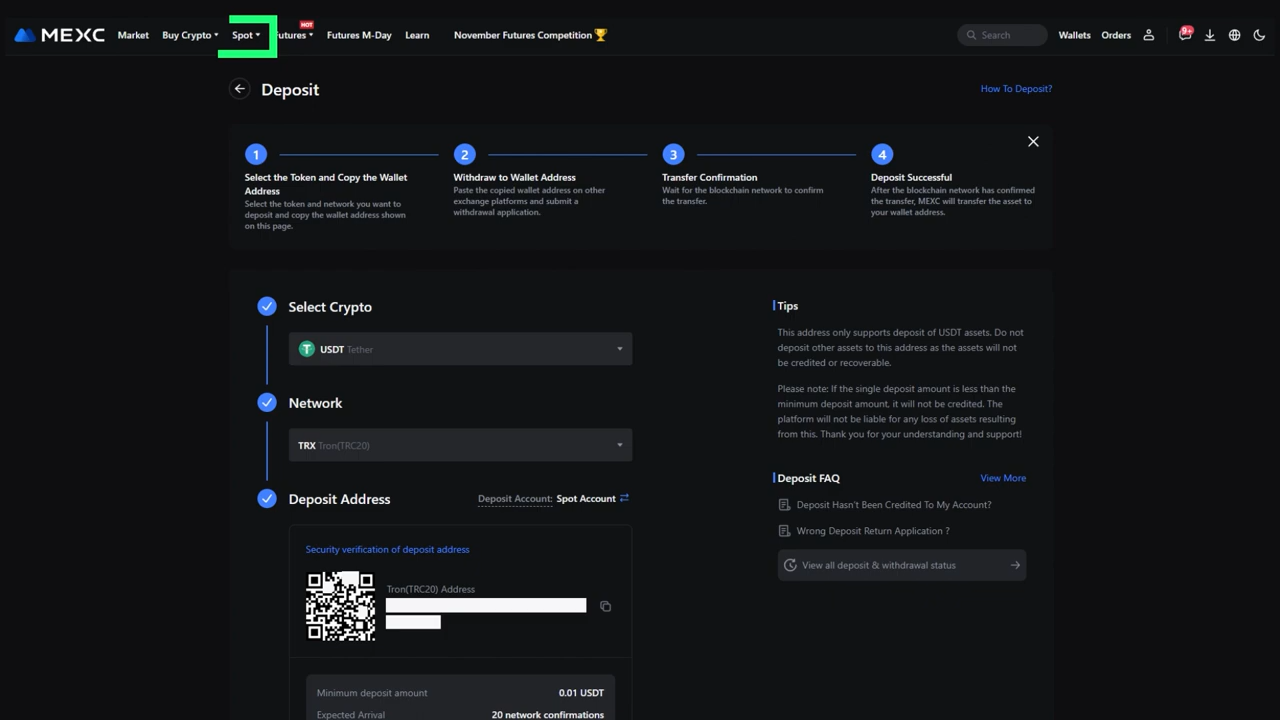 MEXC Market Buy Crypto Spot utures HOT Futures M-Day Learn November Futures Competition Search Wallets Orders 9+
Deposit
How To Deposit?
1 2 3 4
Select the Token and Copy the Wallet
Address
Select the token and network you want to
deposit and copy the wallet address shown
on this page.
Withdraw to Wallet Address
Paste the copied wallet address on other
exchange platforms and submit a
withdrawal application.
Transfer Confirmation
Wait for the blockchain network to confirm
the transfer.
Deposit Successful
After the blockchain network has confirmed
the transfer, MEXC will transfer the asset to
your wallet address.
Select Crypto
USDT Tether
Network
TRX Tron(TRC20)
Deposit Address
Deposit Account: Spot Account
Security verification of deposit address
Tron(TRC20) Address
Minimum deposit amount 0.01 USDT
Expected Arrival 20 network confirmations
Tips
This address only supports deposit of USDT assets. Do not
deposit other assets to this address as the assets will not
be credited or recoverable.
Please note: If the single deposit amount is less than the
minimum deposit amount, it will not be credited. The
platform will not be liable for any loss of assets resulting
from this. Thank you for your understanding and support!
Deposit FAQ View More
Deposit Hasn't Been Credited To My Account?
Wrong Deposit Return Application ?
View all deposit & withdrawal status